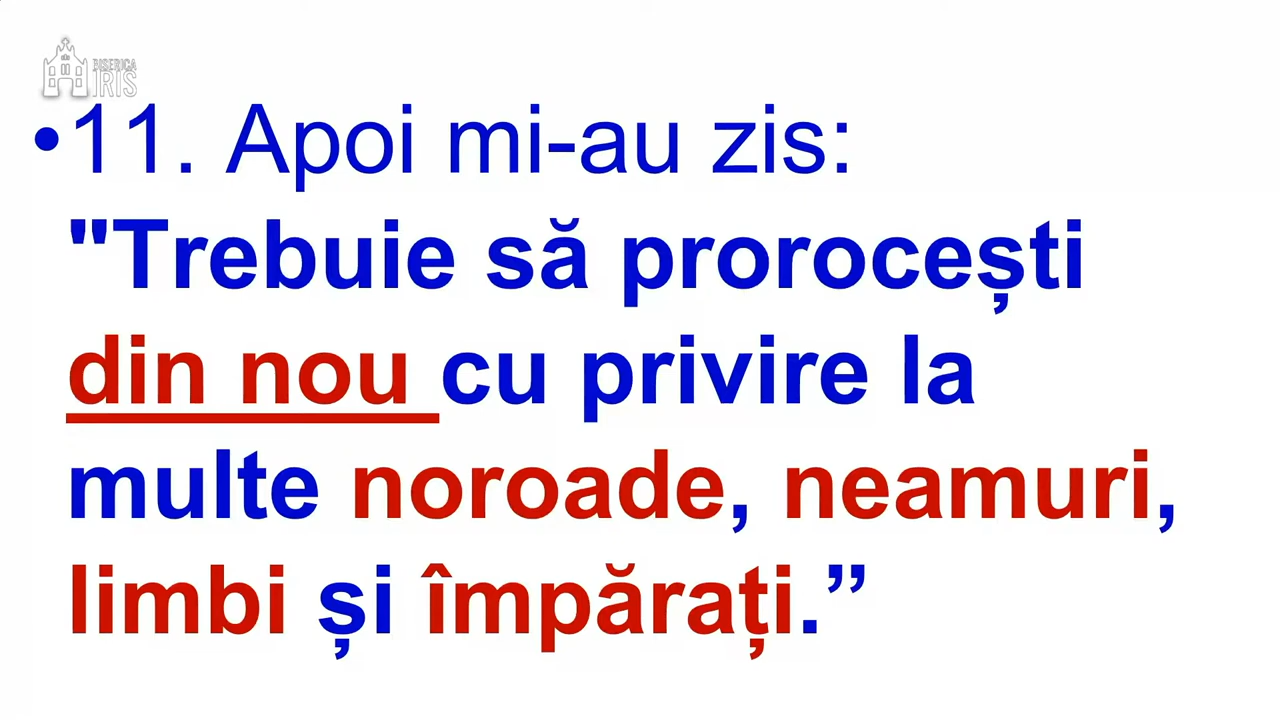 BISERICA
IRIS
•11. Apoi mi-au zis:
"Trebuie să prorocești
din nou cu privire la
multe noroade, neamuri,
limbi și împărați.”